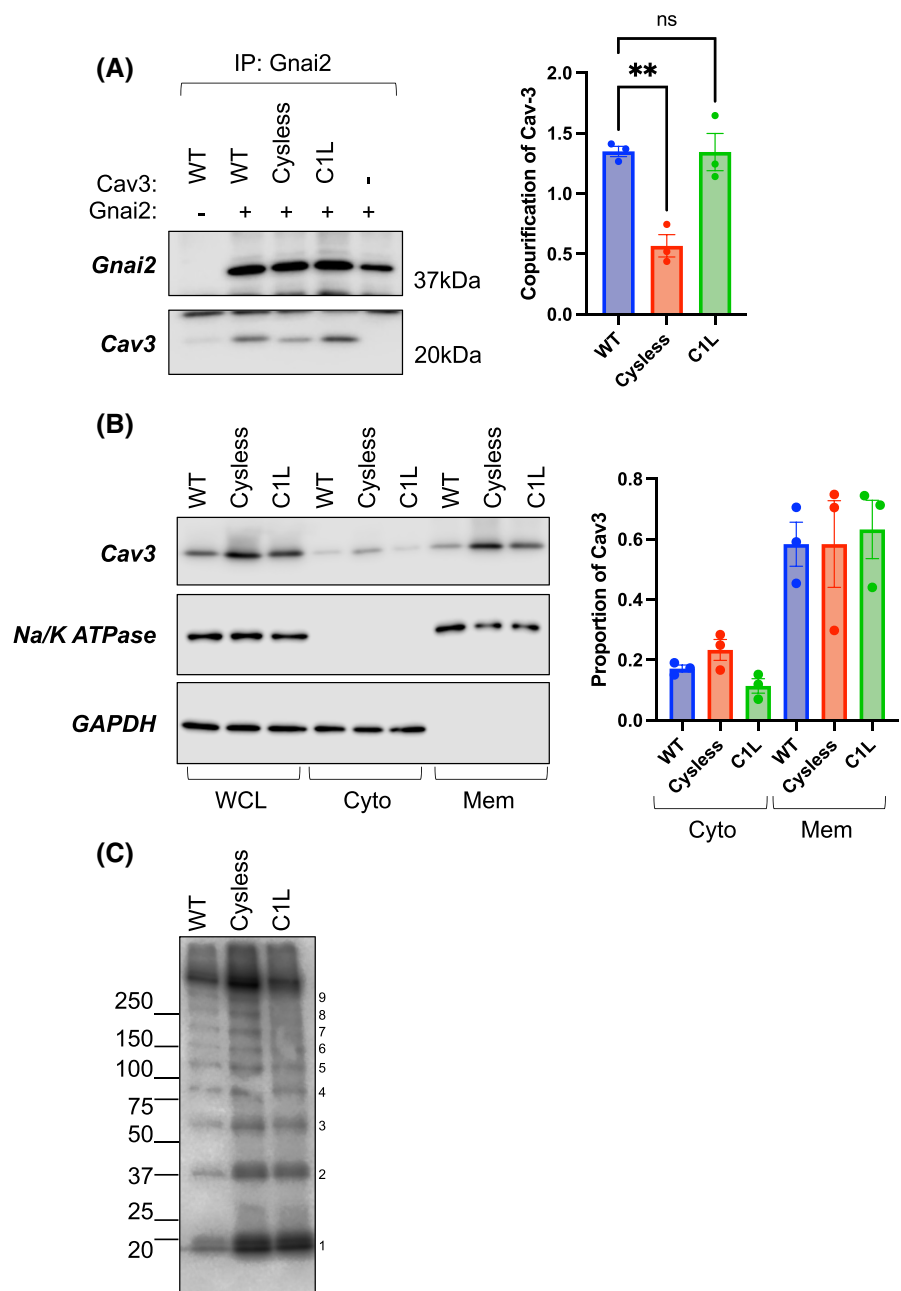 (A)
IP: Gnai2
Cav3: WT WT Cysless C1L -
Gnai2: - + + + +
Gnai2
37kDa
Cav3
20kDa
ns
**
Copurification of Cav-3
2.0
1.5
1.0
0.5
0.0
WT Cysless C1L
(B)
WT Cysless C1L WT Cysless C1L WT Cysless C1L
Cav3
Na/K ATPase
GAPDH
WCL Cyto Mem
Proportion of Cav3
0.8
0.6
0.4
0.2
0.0
WT Cysless C1L WT Cysless C1L
Cyto Mem
(C)
WT Cysless C1L
250
150
100
75
50
37
25
20
9
8
7
6
5
4
3
2
1